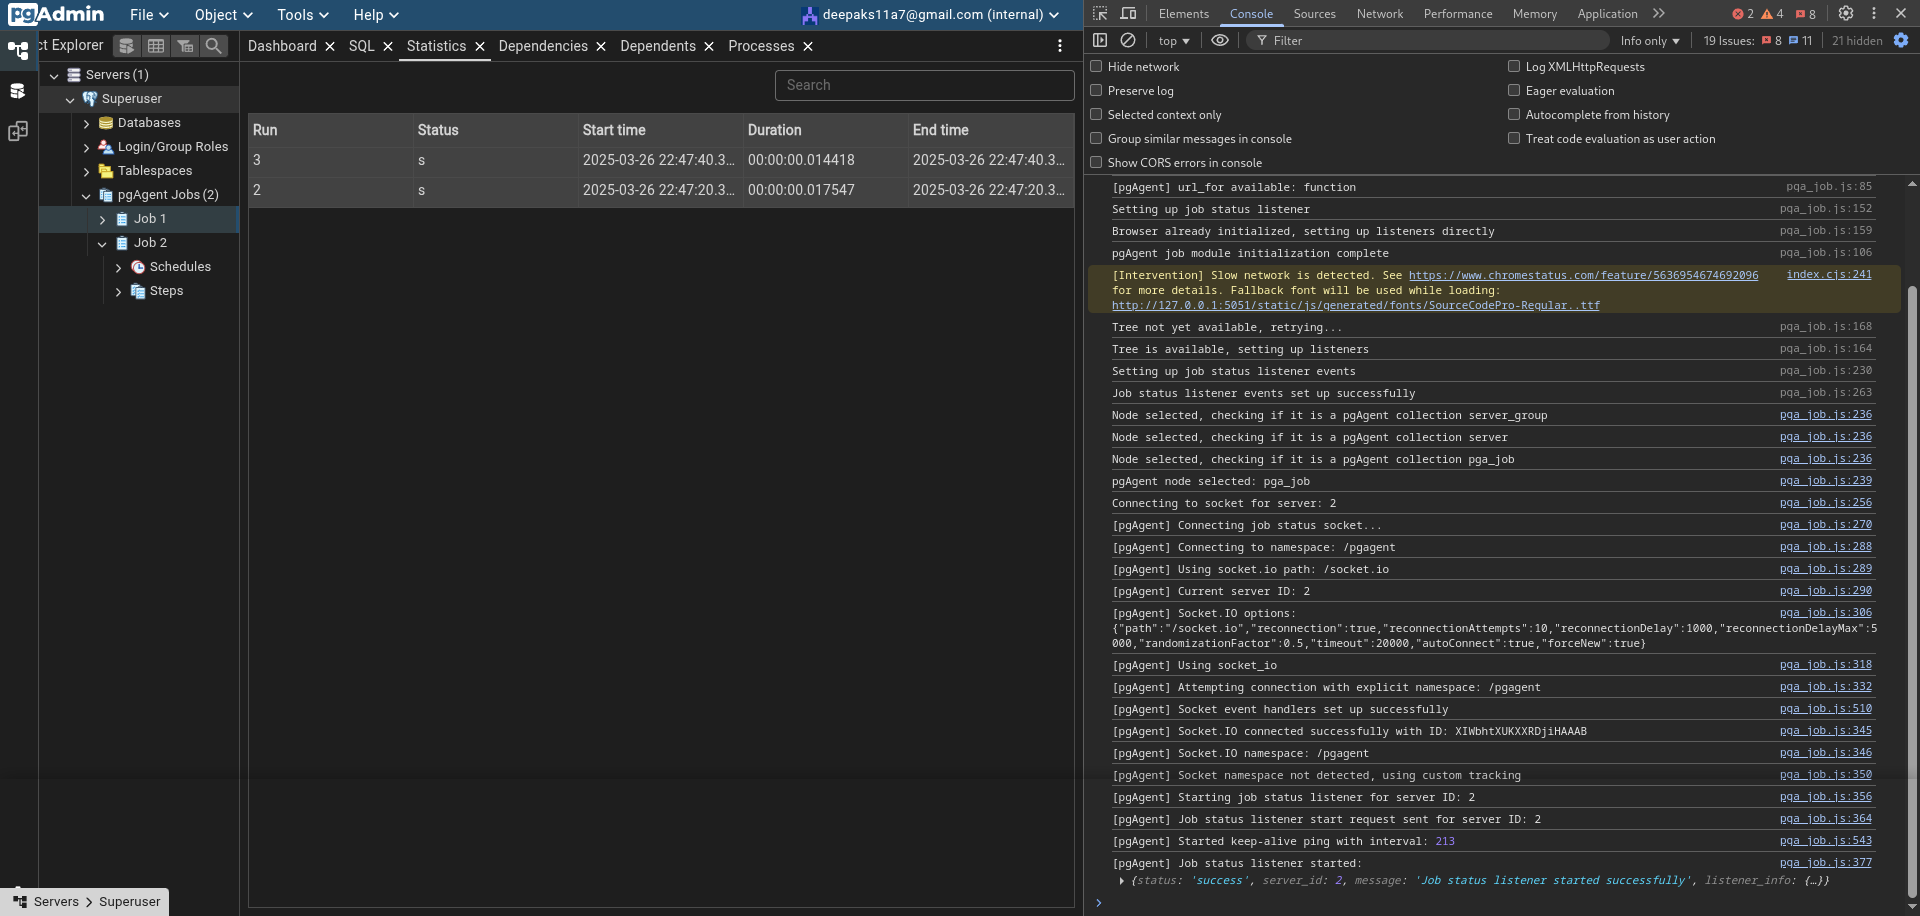 pgAdmin File Object Tools Help deepaks11a7@gmail.com (internal)
ct Explorer
Servers (1)
Superuser
Databases
Login/Group Roles
Tablespaces
pgAgent Jobs (2)
Job 1
Job 2
Schedules
Steps
Servers > Superuser
Dashboard SQL Statistics Dependencies Dependents Processes
Search
Run Status Start time Duration End time
3 s 2025-03-26 22:47:40.3... 00:00:00.014418 2025-03-26 22:47:40.3...
2 s 2025-03-26 22:47:20.3... 00:00:00.017547 2025-03-26 22:47:20.3...
Elements Console Sources Network Performance Memory Application 2 4 8
top Filter Info only 19 Issues: 8 11 21 hidden
Hide network Log XMLHttpRequests
Preserve log Eager evaluation
Selected context only Autocomplete from history
Group similar messages in console Treat code evaluation as user action
Show CORS errors in console
[pgAgent] url_for available: function pga_job.js:85
Setting up job status listener pga_job.js:152
Browser already initialized, setting up listeners directly pga_job.js:159
pgAgent job module initialization complete pga_job.js:106
[Intervention] Slow network is detected. See https://www.chromestatus.com/feature/5636954674692096 index.cjs:241
for more details. Fallback font will be used while loading:
http://127.0.0.1:5051/static/js/generated/fonts/SourceCodePro-Regular..ttf
Tree not yet available, retrying... pga_job.js:168
Tree is available, setting up listeners pga_job.js:164
Setting up job status listener events pga_job.js:230
Job status listener events set up successfully pga_job.js:263
Node selected, checking if it is a pgAgent collection server_group pga_job.js:236
Node selected, checking if it is a pgAgent collection server pga_job.js:236
Node selected, checking if it is a pgAgent collection pga_job pga_job.js:236
pgAgent node selected: pga_job pga_job.js:239
Connecting to socket for server: 2 pga_job.js:256
[pgAgent] Connecting job status socket... pga_job.js:270
[pgAgent] Connecting to namespace: /pgagent pga_job.js:288
[pgAgent] Using socket.io path: /socket.io pga_job.js:289
[pgAgent] Current server ID: 2 pga_job.js:290
[pgAgent] Socket.IO options: pga_job.js:306
{"path":"/socket.io","reconnection":true,"reconnectionAttempts":10,"reconnectionDelay":1000,"reconnectionDelayMax":5
000,"randomizationFactor":0.5,"timeout":20000,"autoConnect":true,"forceNew":true}
[pgAgent] Using socket_io pga_job.js:318
[pgAgent] Attempting connection with explicit namespace: /pgagent pga_job.js:332
[pgAgent] Socket event handlers set up successfully pga_job.js:510
[pgAgent] Socket.IO connected successfully with ID: XIWbhtXUKXXRDjiHAAAB pga_job.js:345
[pgAgent] Socket.IO namespace: /pgagent pga_job.js:346
[pgAgent] Socket namespace not detected, using custom tracking pga_job.js:350
[pgAgent] Starting job status listener for server ID: 2 pga_job.js:356
[pgAgent] Job status listener start request sent for server ID: 2 pga_job.js:364
[pgAgent] Started keep-alive ping with interval: 213 pga_job.js:543
[pgAgent] Job status listener started: pga_job.js:377
{status: 'success', server_id: 2, message: 'Job status listener started successfully', listener_info: {…}}